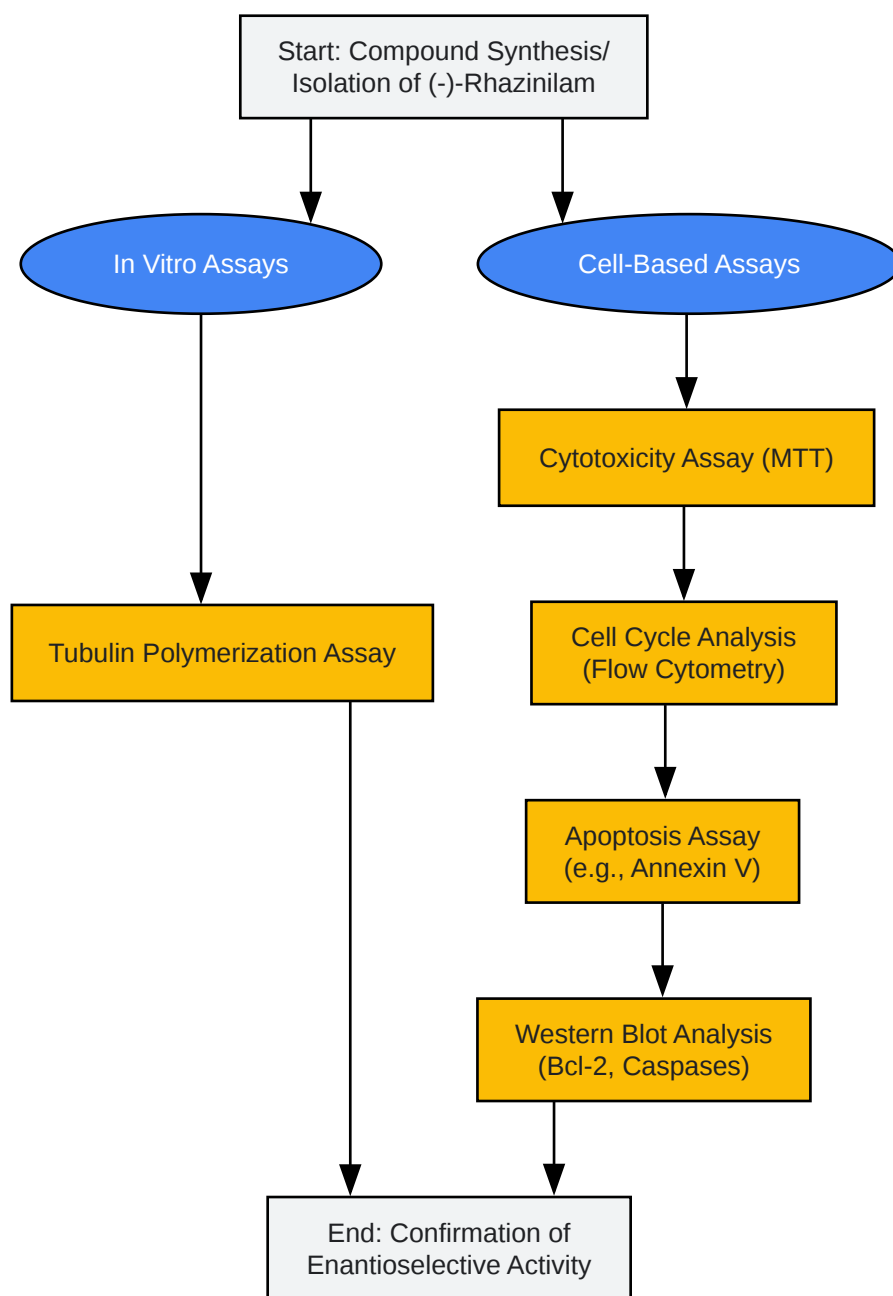 Start: Compound Synthesis/
Isolation of (-)-Rhazinilam
In Vitro Assays
Cell-Based Assays
Cytotoxicity Assay (MTT)
Tubulin Polymerization Assay
Cell Cycle Analysis
(Flow Cytometry)
Apoptosis Assay
(e.g., Annexin V)
Western Blot Analysis
(Bcl-2, Caspases)
End: Confirmation of
Enantioselective Activity